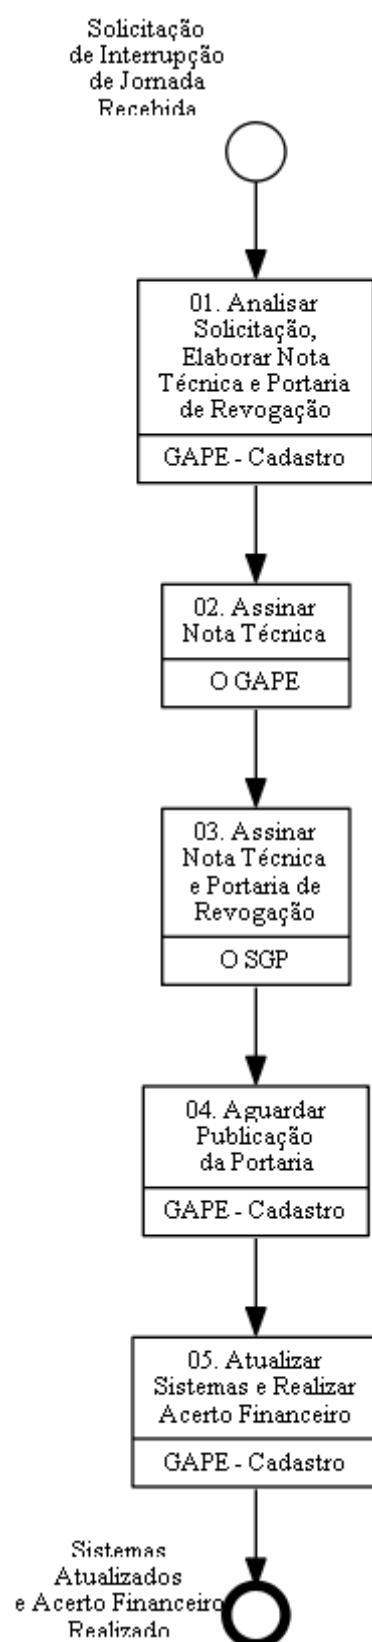 Solicitação
de Interrupção
de Jornada
Recebida
01. Analisar
Solicitação,
Elaborar Nota
Técnica e Portaria
de Revogação
GAPE - Cadastro
02. Assinar
Nota Técnica
O GAPE
03. Assinar
Nota Técnica
e Portaria de
Revogação
O SGP
04. Aguardar
Publicação
da Portaria
GAPE - Cadastro
05. Atualizar
Sistemas e Realizar
Acerto Financeiro
GAPE - Cadastro
Sistemas
Atualizados
e Acerto Financeiro
Realizado